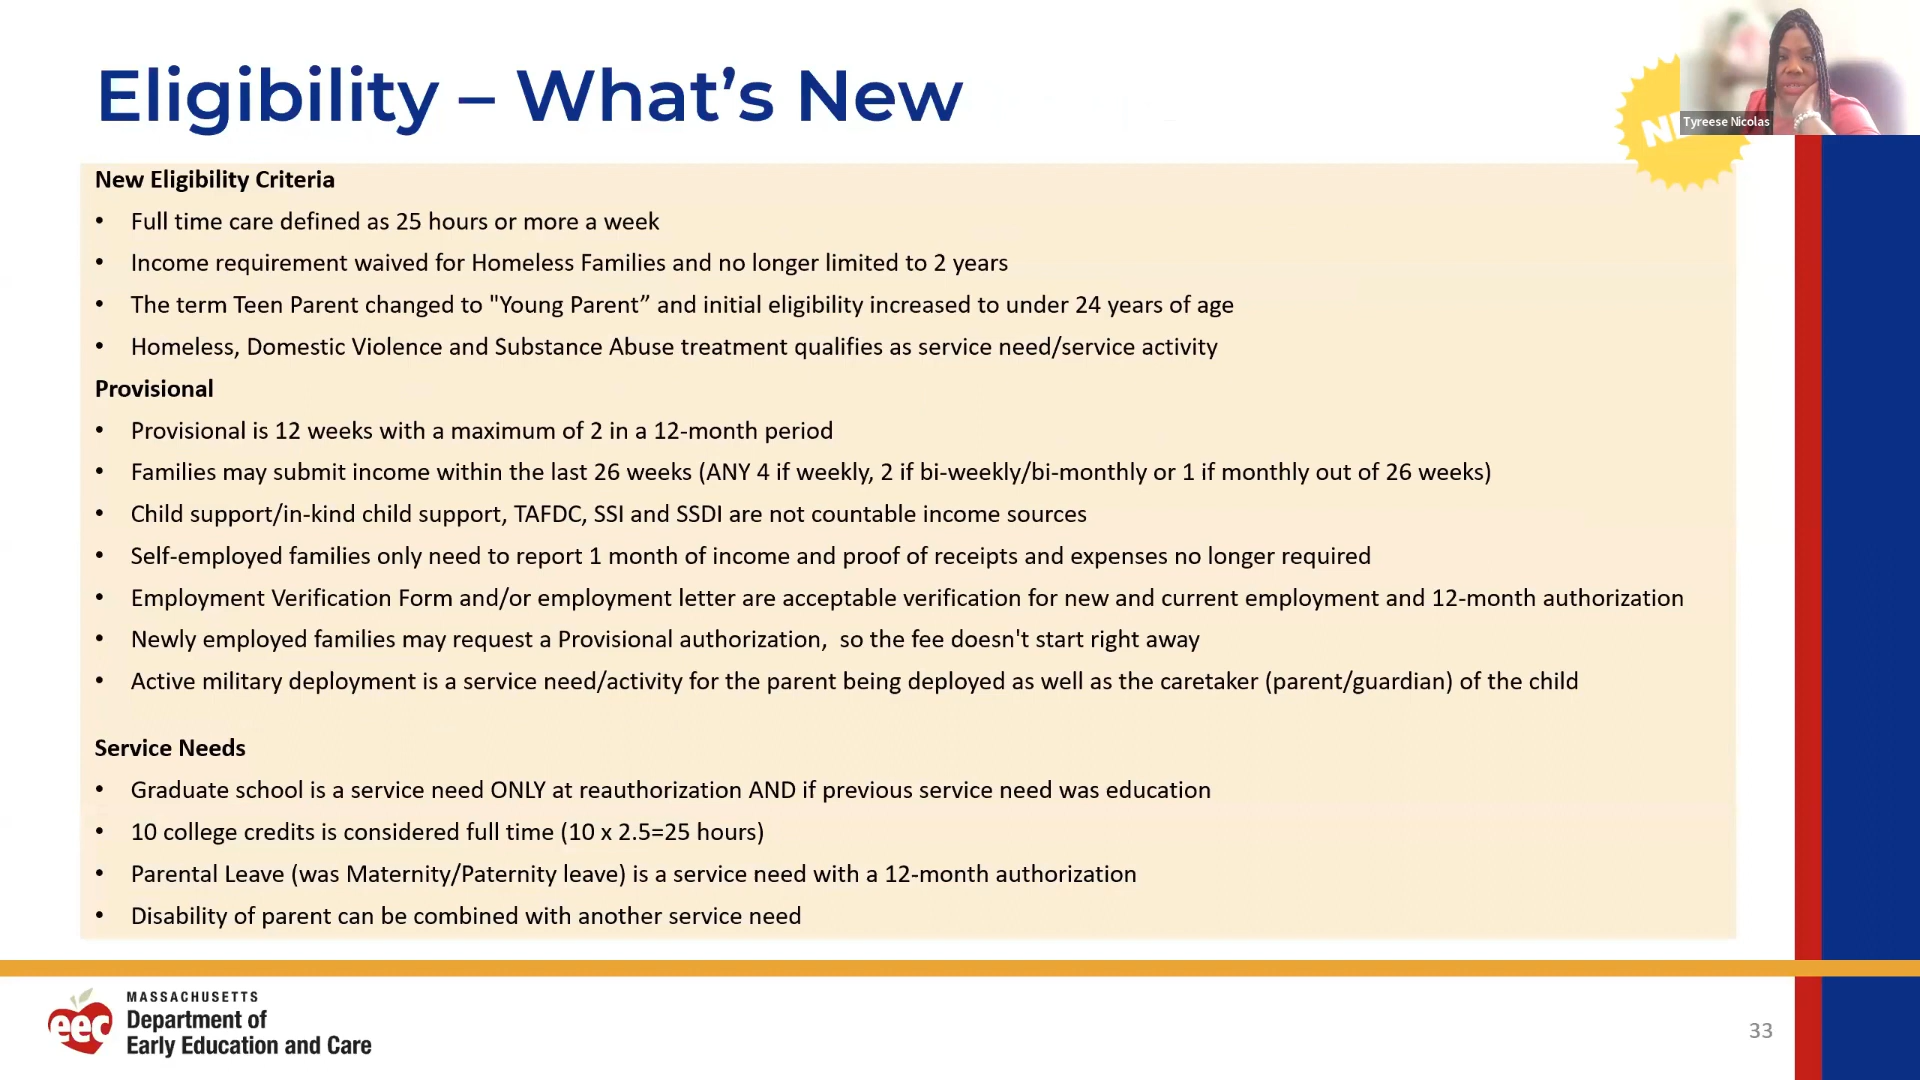 Eligibility – What’s New
NE
Tyreese Nicolas
New Eligibility Criteria
• Full time care defined as 25 hours or more a week
• Income requirement waived for Homeless Families and no longer limited to 2 years
• The term Teen Parent changed to "Young Parent” and initial eligibility increased to under 24 years of age
• Homeless, Domestic Violence and Substance Abuse treatment qualifies as service need/service activity
Provisional
• Provisional is 12 weeks with a maximum of 2 in a 12-month period
• Families may submit income within the last 26 weeks (ANY 4 if weekly, 2 if bi-weekly/bi-monthly or 1 if monthly out of 26 weeks)
• Child support/in-kind child support, TAFDC, SSI and SSDI are not countable income sources
• Self-employed families only need to report 1 month of income and proof of receipts and expenses no longer required
• Employment Verification Form and/or employment letter are acceptable verification for new and current employment and 12-month authorization
• Newly employed families may request a Provisional authorization,  so the fee doesn't start right away
• Active military deployment is a service need/activity for the parent being deployed as well as the caretaker (parent/guardian) of the child
Service Needs
• Graduate school is a service need ONLY at reauthorization AND if previous service need was education
• 10 college credits is considered full time (10 x 2.5=25 hours)
• Parental Leave (was Maternity/Paternity leave) is a service need with a 12-month authorization
• Disability of parent can be combined with another service need
eec
MASSACHUSETTS
Department of
Early Education and Care
33